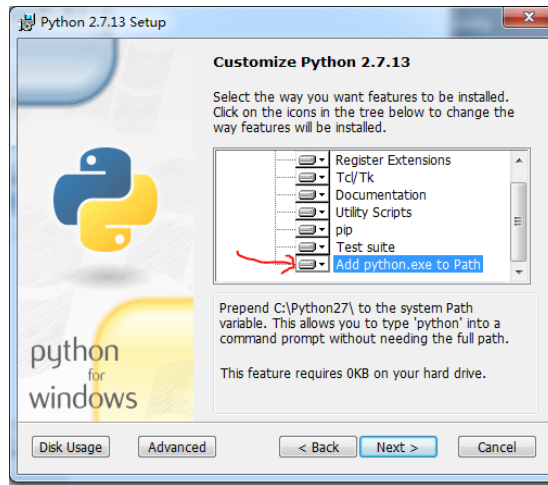 Python 2.7.13 Setup
Customize Python 2.7.13
Select the way you want features to be installed.
Click on the icons in the tree below to change the
way features will be installed.
Register Extensions
Tcl/Tk
Documentation
Utility Scripts
pip
Test suite
Add python.exe to Path
Prepend C:\Python27\ to the system Path
variable. This allows you to type 'python' into a
command prompt without needing the full path.
This feature requires 0KB on your hard drive.
python
for
windows
Disk Usage
Advanced
< Back
Next >
Cancel